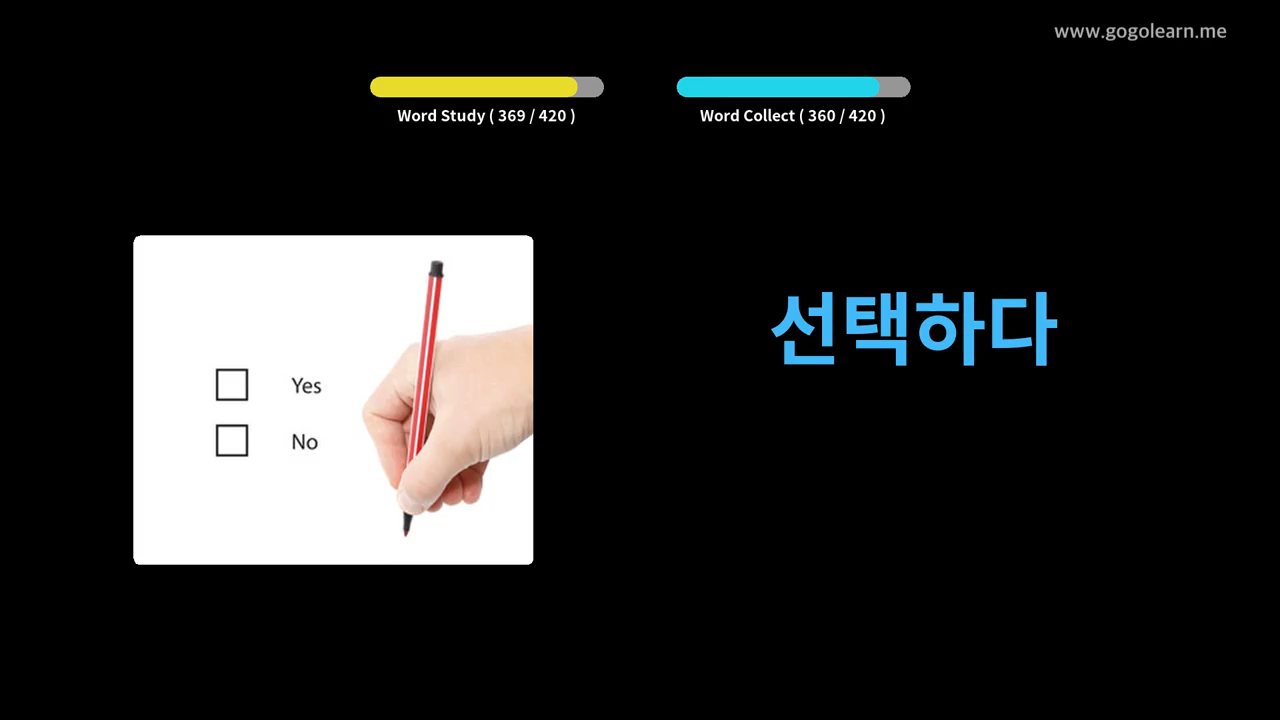 www.gogolearn.me
Word Study ( 369 / 420 )
Word Collect ( 360 / 420 )
선택하다
Yes
No